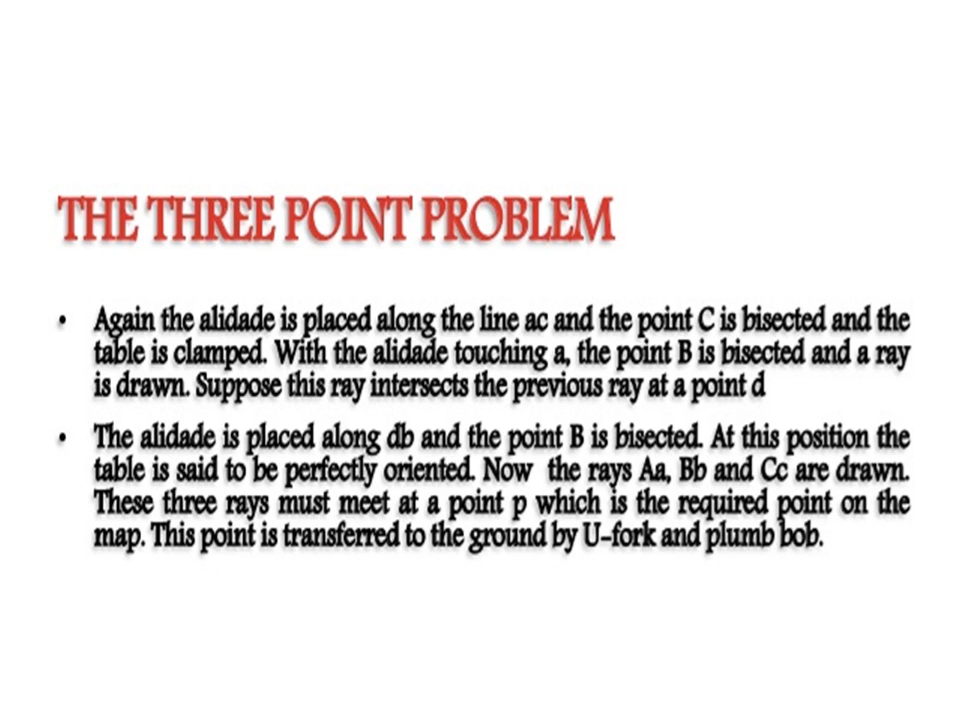 THE THREE POINT PROBLEM
• Again the alidade is placed along the line ac and the point C is bisected and the
table is clamped. With the alidade touching a, the point B is bisected and a ray
is drawn. Suppose this ray intersects the previous ray at a point d
• The alidade is placed along db and the point B is bisected. At this position the
table is said to be perfectly oriented. Now the rays Aa, Bb and Cc are drawn.
These three rays must meet at a point p which is the required point on the
map. This point is transferred to the ground by U-fork and plumb bob.